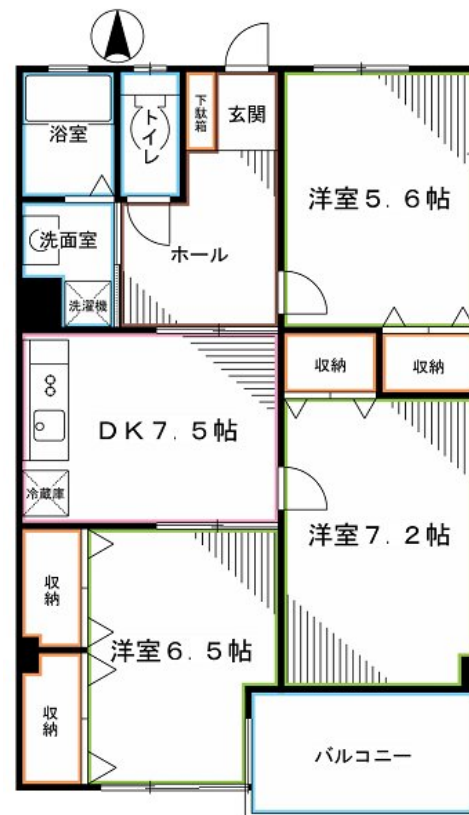 下駄箱
玄関
浴室
トイレ
洋室5.6帖
洗面室
ホール
洗濯機
収納
収納
DK7.5帖
冷蔵庫
洋室7.2帖
収納
洋室6.5帖
収納
バルコニー